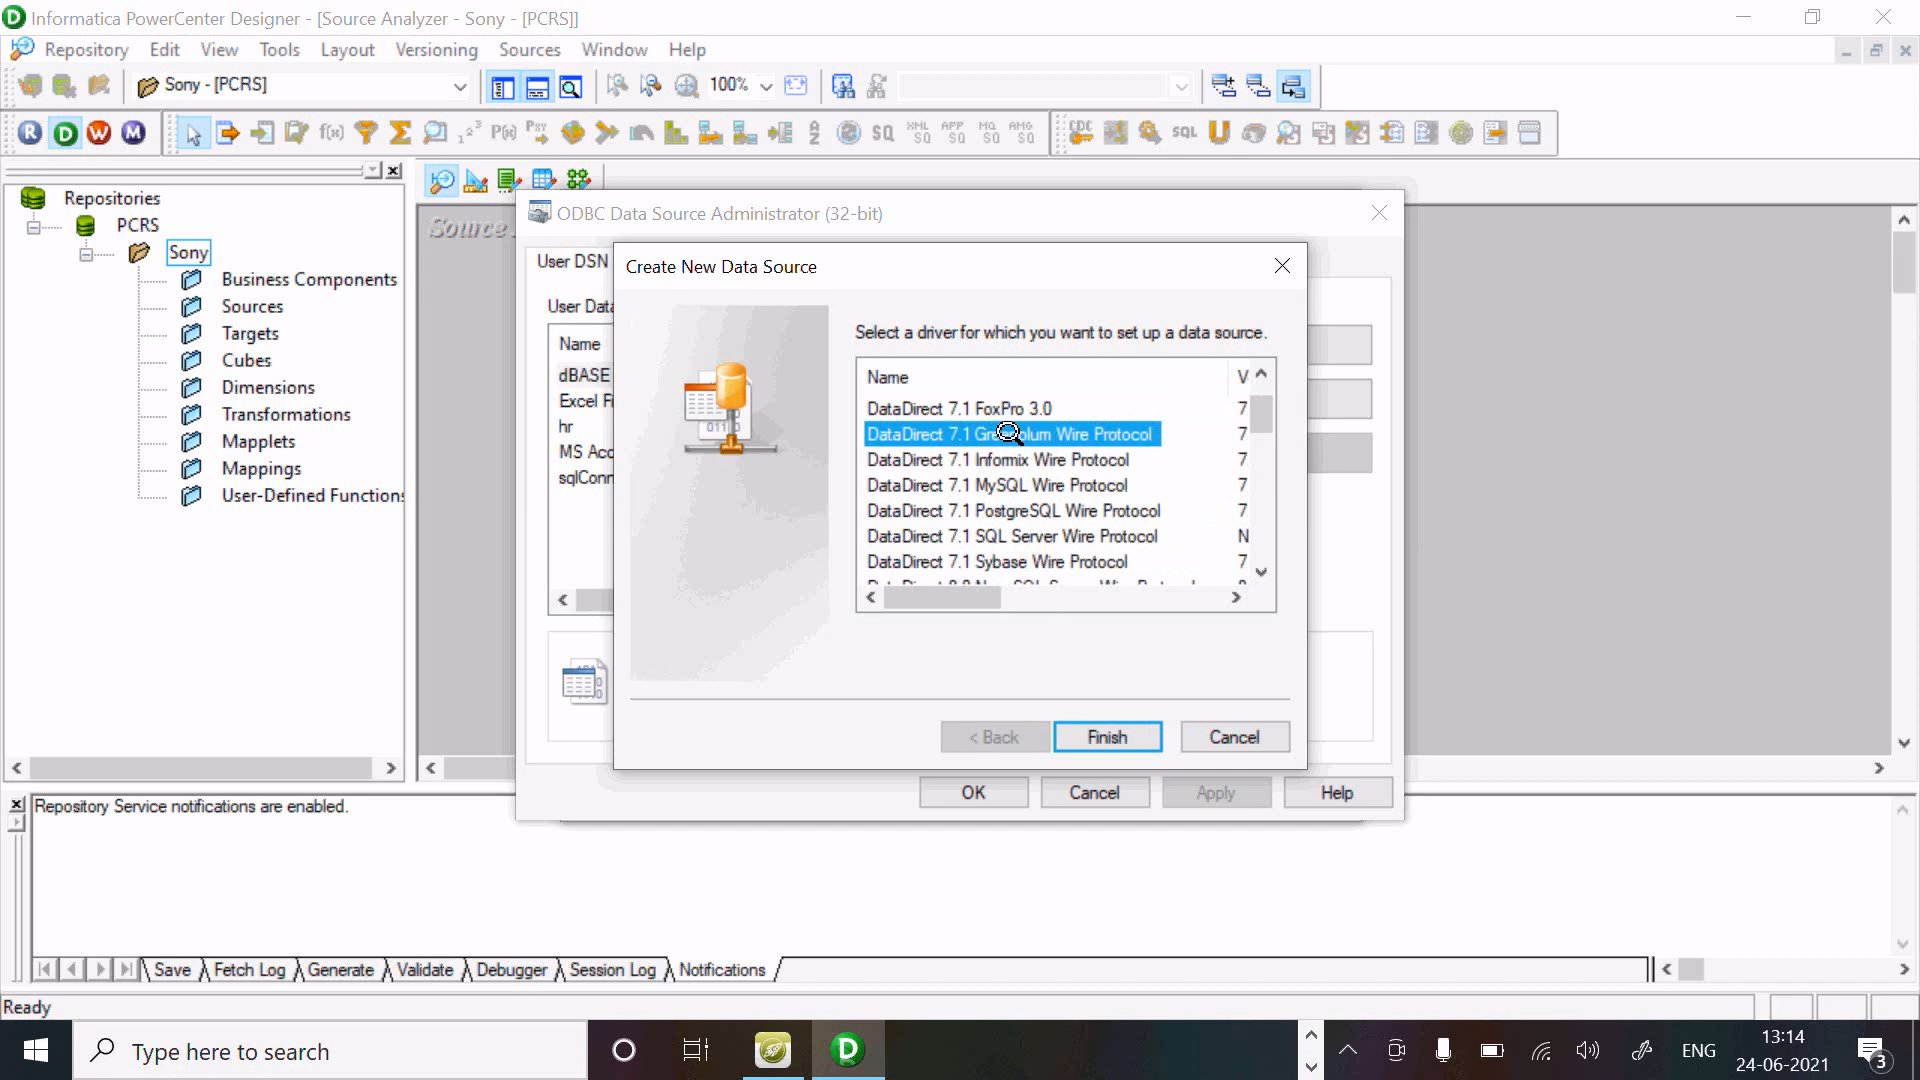 Informatica PowerCenter Designer - [Source Analyzer - Sony - [PCRS]]
Repository Edit View Tools Layout Versioning Sources Window Help
Sony - [PCRS]
100%
Repositories
PCRS
Sony
Business Components
Sources
Targets
Cubes
Dimensions
Transformations
Mapplets
Mappings
User-Defined Functions
Source
ODBC Data Source Administrator (32-bit)
User DSN
User Data
Name
dBASE
Excel Fi
hr
MS Acc
sqlConn
Create New Data Source
Select a driver for which you want to set up a data source.
Name V
DataDirect 7.1 FoxPro 3.0 7
DataDirect 7.1 Gre lum Wire Protocol 7
DataDirect 7.1 Informix Wire Protocol 7
DataDirect 7.1 MySQL Wire Protocol 7
DataDirect 7.1 PostgreSQL Wire Protocol 7
DataDirect 7.1 SQL Server Wire Protocol N
DataDirect 7.1 Sybase Wire Protocol 7
< Back Finish Cancel
OK Cancel Apply Help
Repository Service notifications are enabled.
Save Fetch Log Generate Validate Debugger Session Log Notifications
Ready
Type here to search
ENG
13:14
24-06-2021
3